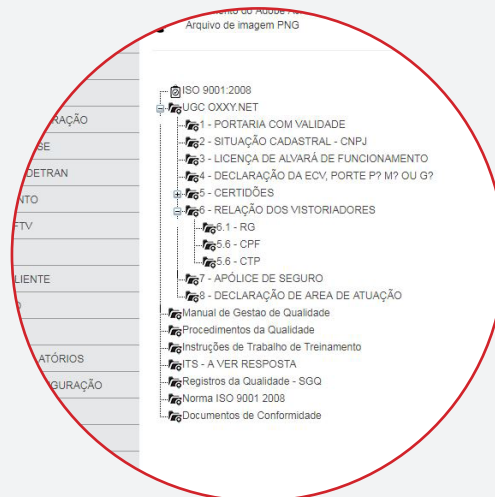 Arquivo de imagem PNG
ISO 9001:2008
UGC OXXY.NET
1 - PORTARIA COM VALIDADE
2 - SITUAÇÃO CADASTRAL - CNPJ
3 - LICENÇA DE ALVARÁ DE FUNCIONAMENTO
4 - DECLARAÇÃO DA ECV, PORTE P? M? OU G?
5 - CERTIDÕES
6 - RELAÇÃO DOS VISTORIADORES
6.1 - RG
5.6 - CPF
5.6 - CTP
7 - APÓLICE DE SEGURO
8 - DECLARAÇÃO DE AREA DE ATUAÇÃO
Manual de Gestao de Qualidade
Procedimentos da Qualidade
Instruções de Trabalho de Treinamento
ITS - A VER RESPOSTA
Registros da Qualidade - SGQ
Norma ISO 9001 2008
Documentos de Conformidade
RAÇÃO
SE
DETRAN
NTO
FTV
LIENTE
ATÓRIOS
GURAÇÃO